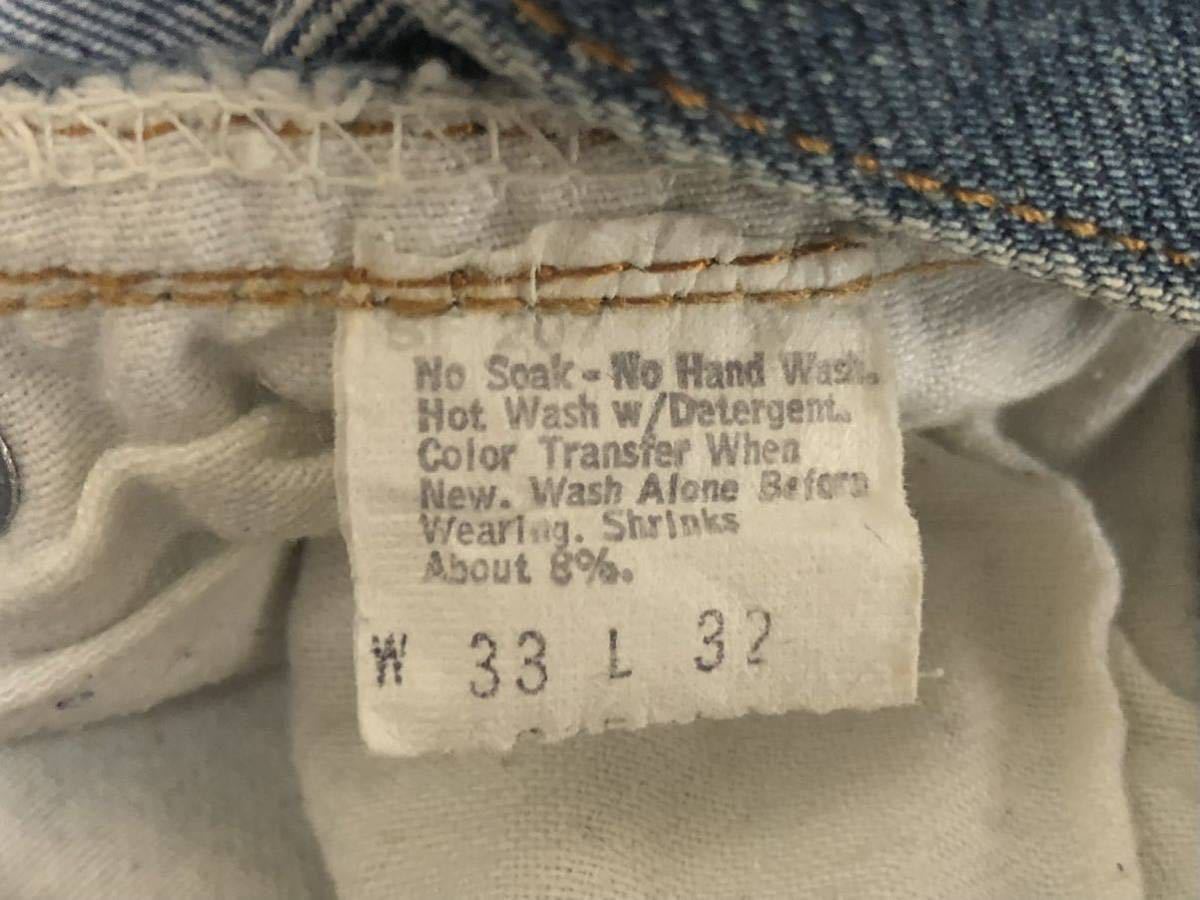 No Soak - No Hand Wash.
Hot Wash w/Detergent.
Color Transfer When
New. Wash Alone Before
Wearing. Shrinks
About 8%.
W 33 L 32